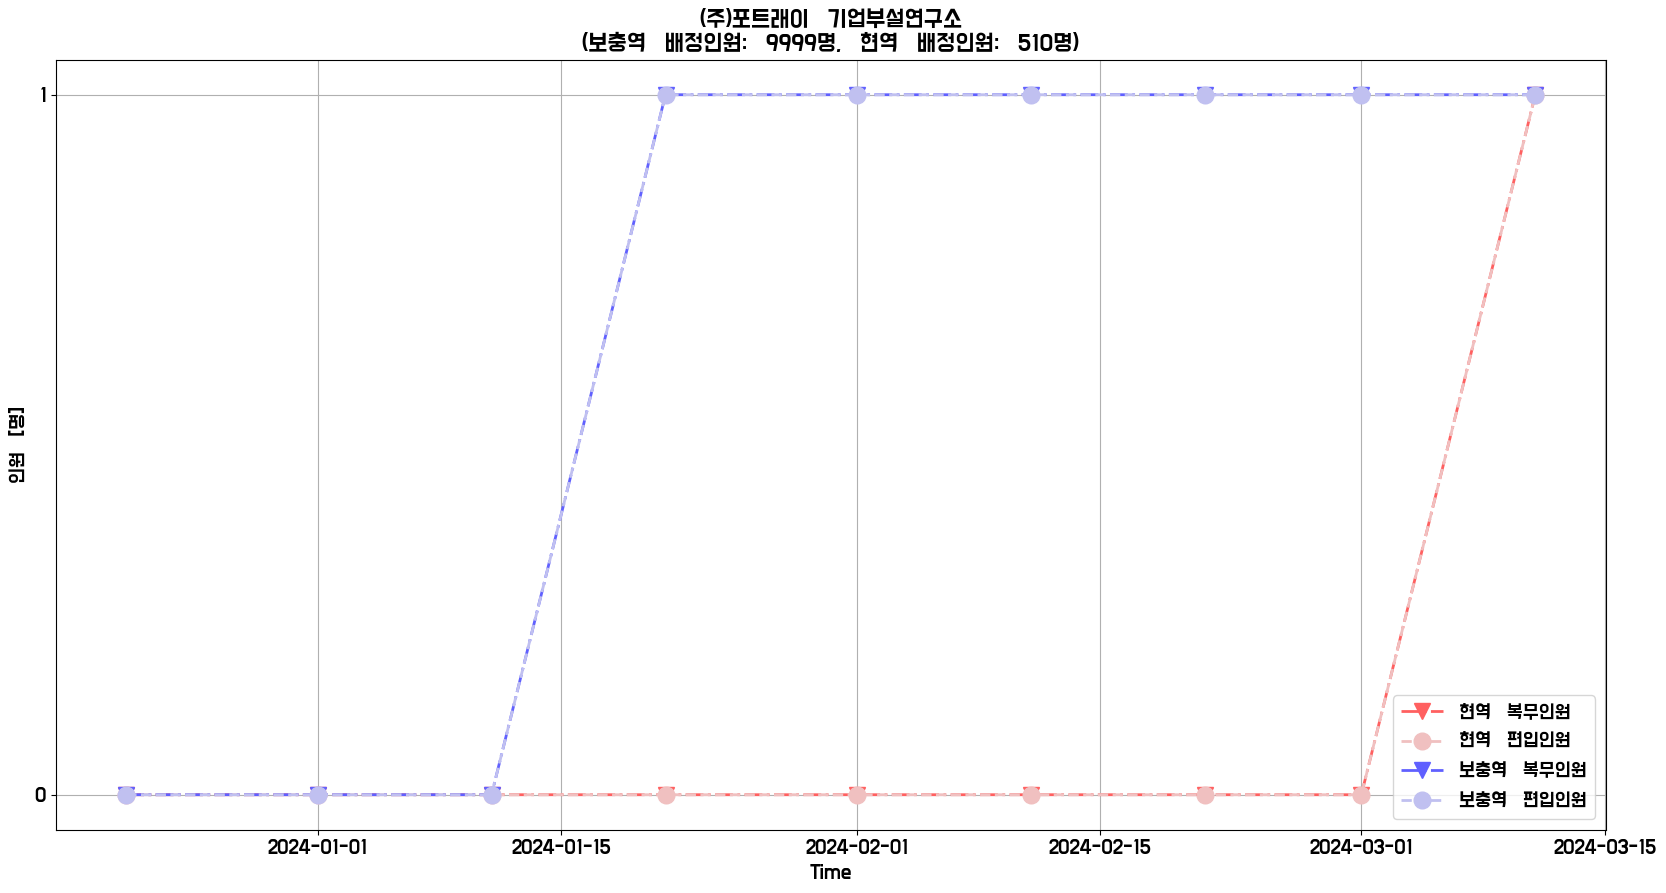 (주)포트래이 기업부설연구소
(보충역 배정인원: 9999명, 현역 배정인원: 510명)
인원 [명]
1
0
현역 복무인원
현역 편입인원
보충역 복무인원
보충역 편입인원
2024-01-01 2024-01-15 2024-02-01 2024-02-15 2024-03-01 2024-03-15
Time